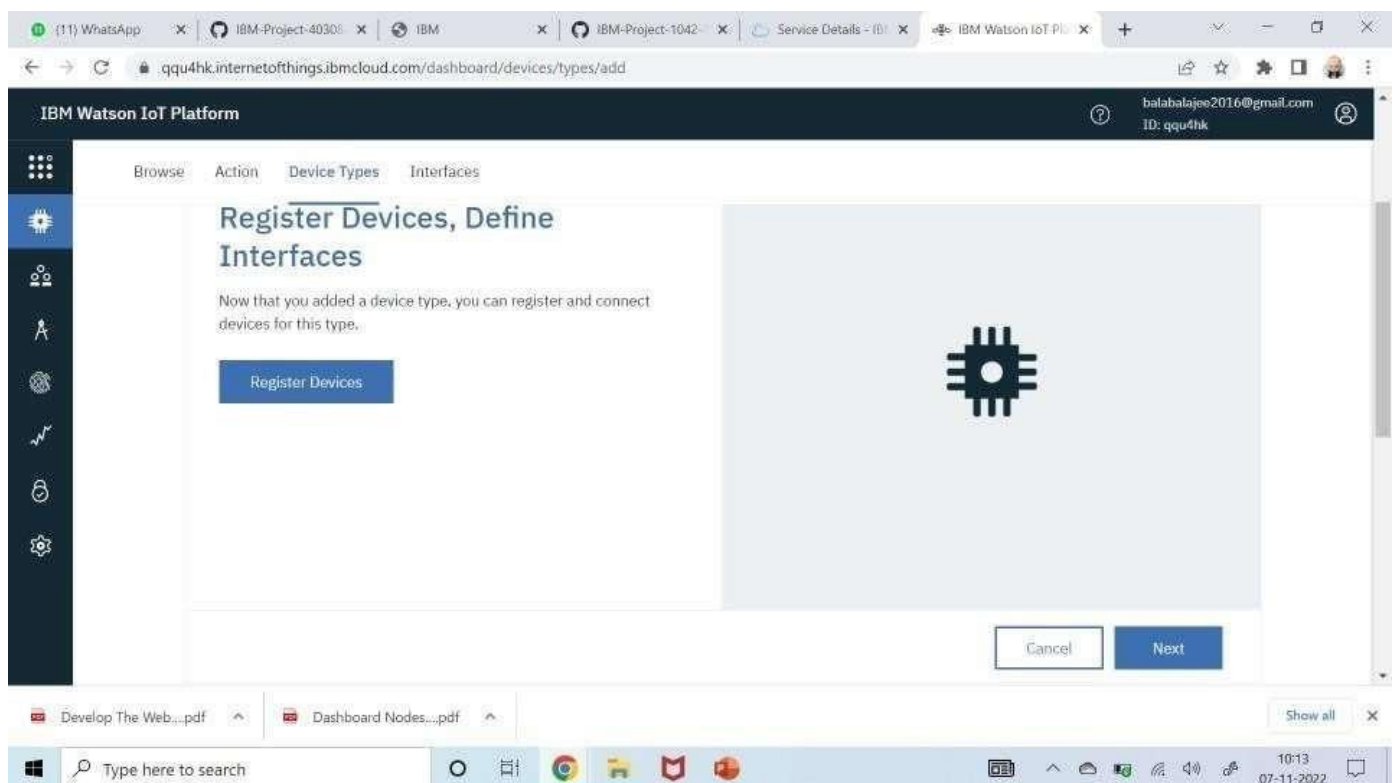 (11) WhatsApp
IBM-Project-40308
IBM
IBM-Project-1042-
Service Details - IB
IBM Watson IoT Pl
qqu4hk.internetofthings.ibmcloud.com/dashboard/devices/types/add
IBM Watson IoT Platform
balabalajee2016@gmail.com
ID: qqu4hk
Browse Action Device Types Interfaces
Register Devices, Define
Interfaces
Now that you added a device type, you can register and connect
devices for this type.
Register Devices
Cancel Next
Develop The Web....pdf
Dashboard Nodes....pdf
Show all
Type here to search
10:13
07-11-2022